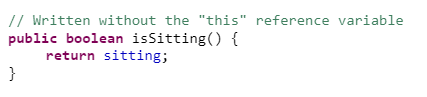 // Written without the "this" reference variable
public boolean isSitting() {
     return sitting;
}